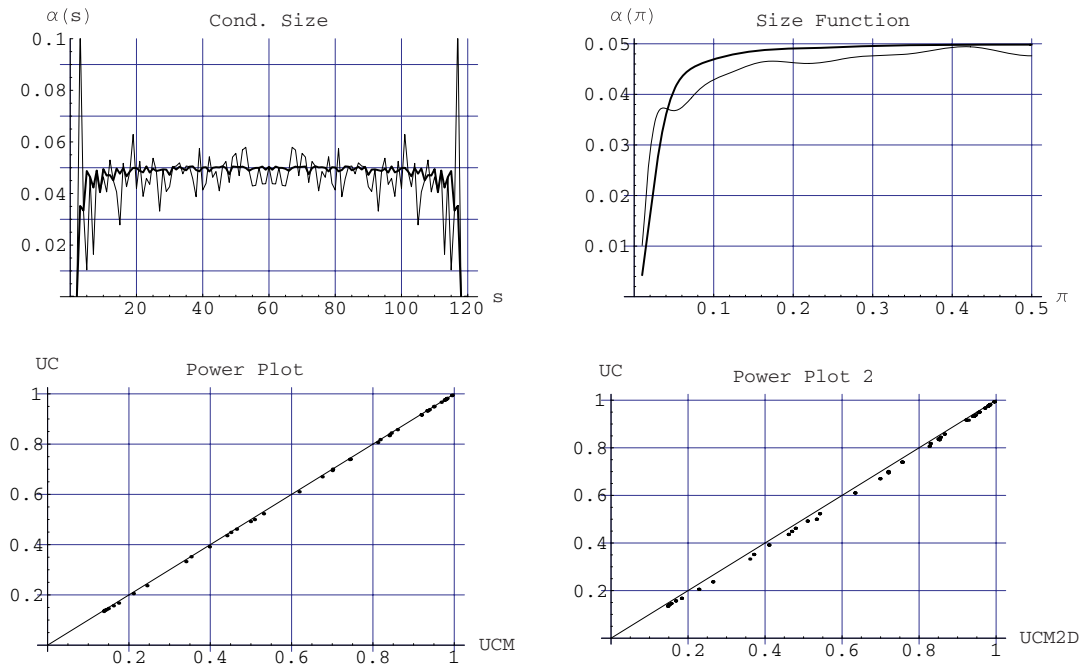 α(s)
Cond. Size
0.1
0.08
0.06
0.04
0.02
20 40 60 80 100 120 s
α(π)
Size Function
0.05
0.04
0.03
0.02
0.01
0.1 0.2 0.3 0.4 0.5 π
UC
Power Plot
1
0.8
0.6
0.4
0.2
0.2 0.4 0.6 0.8 1 UCM
UC
Power Plot 2
1
0.8
0.6
0.4
0.2
0.2 0.4 0.6 0.8 1 UCM2D